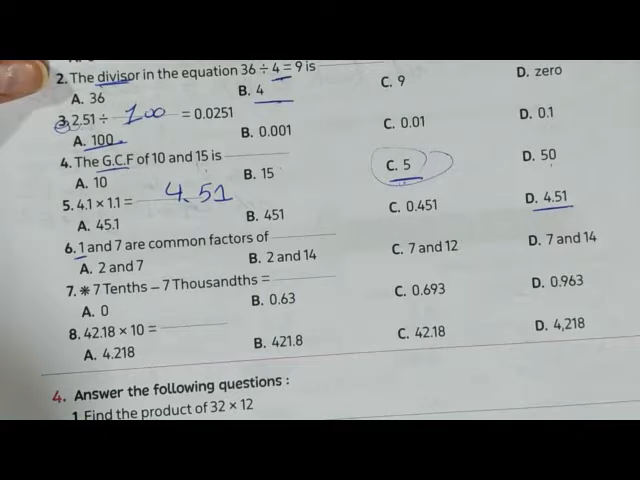 2. The divisor in the equation 36 ÷ 4 = 9 is
A. 36 B. 4 C. 9 D. zero
3. 2.51 ÷ 100 = 0.0251
A. 100 B. 0.001 C. 0.01 D. 0.1
4. The G.C.F of 10 and 15 is
A. 10 B. 15 C. 5 D. 50
5. 4.1 × 1.1 = 4.51
A. 45.1 B. 451 C. 0.451 D. 4.51
6. 1 and 7 are common factors of
A. 2 and 7 B. 2 and 14 C. 7 and 12 D. 7 and 14
7. ✳ 7 Tenths – 7 Thousandths =
A. 0 B. 0.63 C. 0.693 D. 0.963
8. 42.18 × 10 =
A. 4.218 B. 421.8 C. 42.18 D. 4,218
4. Answer the following questions :
1 Find the product of 32 × 12